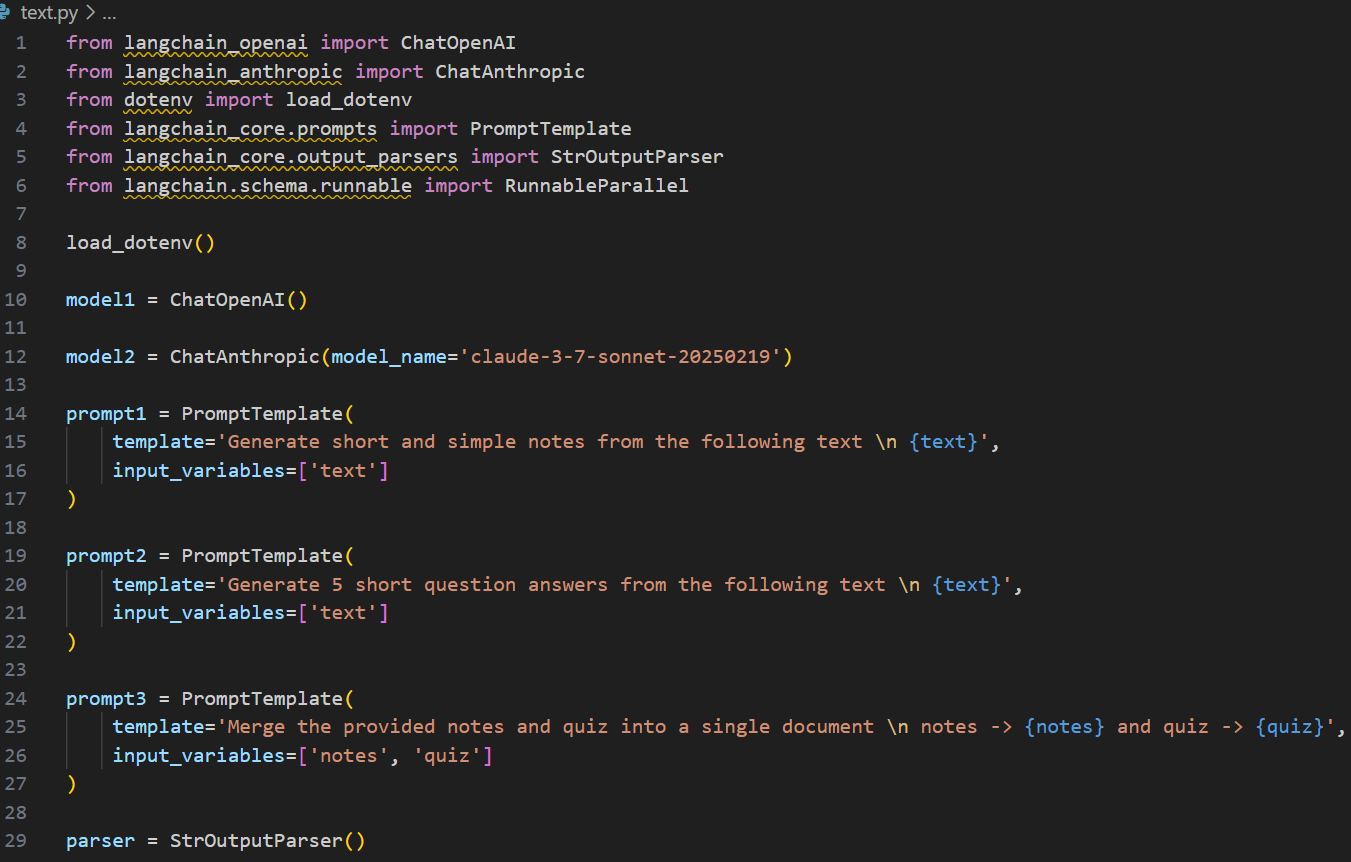 text.py > ...
1 from langchain_openai import ChatOpenAI
2 from langchain_anthropic import ChatAnthropic
3 from dotenv import load_dotenv
4 from langchain_core.prompts import PromptTemplate
5 from langchain_core.output_parsers import StrOutputParser
6 from langchain.schema.runnable import RunnableParallel
7
8 load_dotenv()
9
10 model1 = ChatOpenAI()
11
12 model2 = ChatAnthropic(model_name='claude-3-7-sonnet-20250219')
13
14 prompt1 = PromptTemplate(
15     template='Generate short and simple notes from the following text \n {text}',
16     input_variables=['text']
17 )
18
19 prompt2 = PromptTemplate(
20     template='Generate 5 short question answers from the following text \n {text}',
21     input_variables=['text']
22 )
23
24 prompt3 = PromptTemplate(
25     template='Merge the provided notes and quiz into a single document \n notes -> {notes} and quiz -> {quiz}',
26     input_variables=['notes', 'quiz']
27 )
28
29 parser = StrOutputParser()